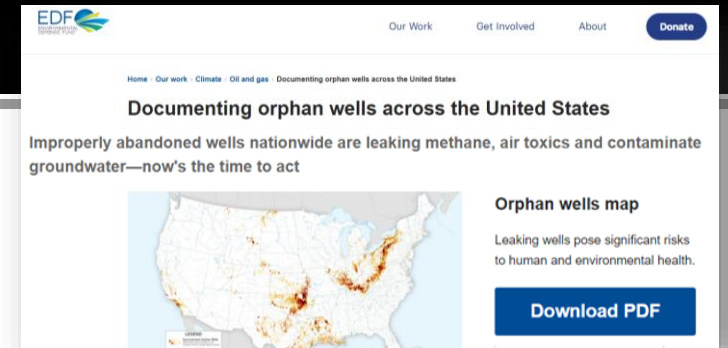 EDF
ENVIRONMENTAL
DEFENSE FUND
Our Work
Get Involved
About
Donate
Home · Our work · Climate · Oil and gas · Documenting orphan wells across the United States
Documenting orphan wells across the United States
Improperly abandoned wells nationwide are leaking methane, air toxics and contaminate
groundwater—now's the time to act
Orphan wells map
Leaking wells pose significant risks
to human and environmental health.
Download PDF
LEGEND